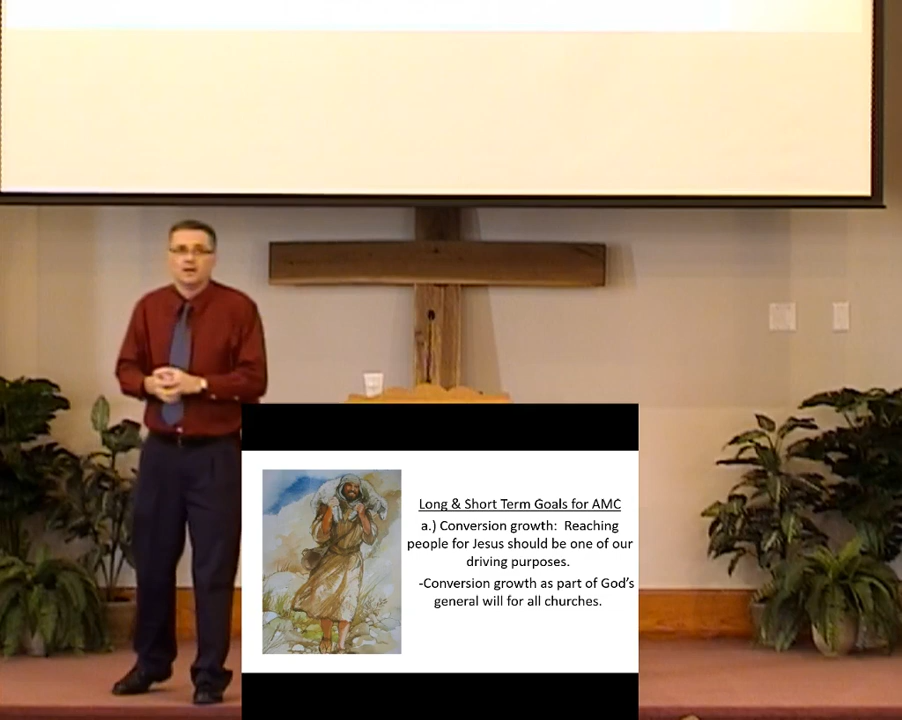 Long & Short Term Goals for AMC
a.) Conversion growth:  Reaching
people for Jesus should be one of our
driving purposes.
-Conversion growth as part of God's
general will for all churches.